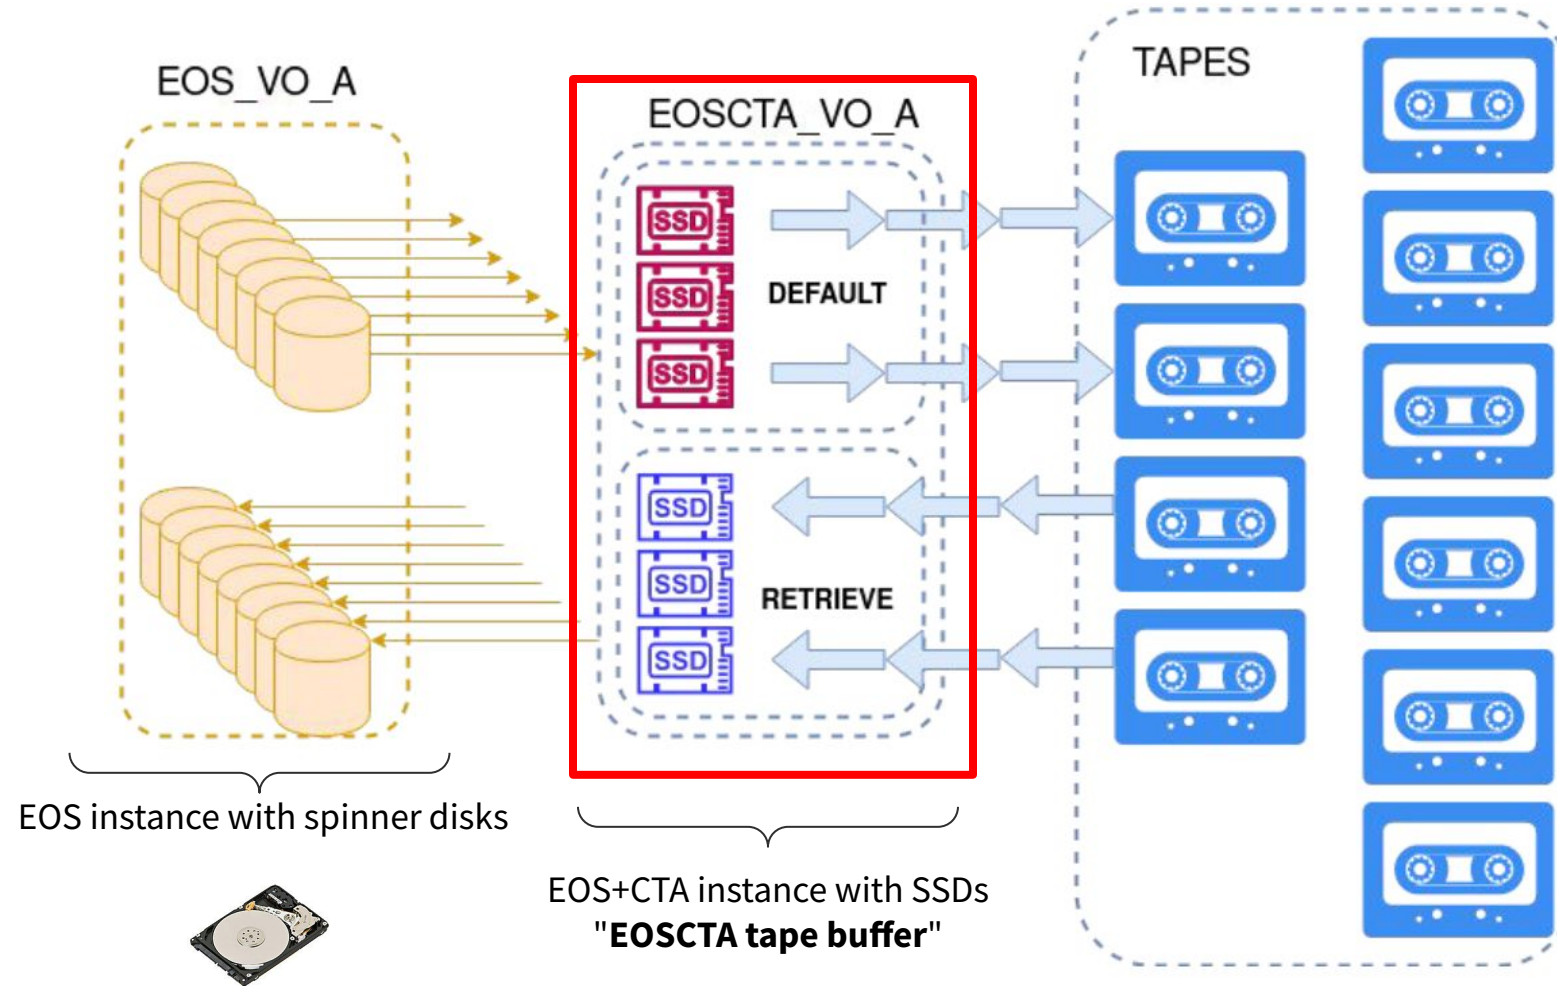 EOS_VO_A
EOSCTA_VO_A
TAPES
SSD
SSD
DEFAULT
SSD
SSD
SSD
RETRIEVE
SSD
EOS instance with spinner disks
EOS+CTA instance with SSDs
"EOSCTA tape buffer"